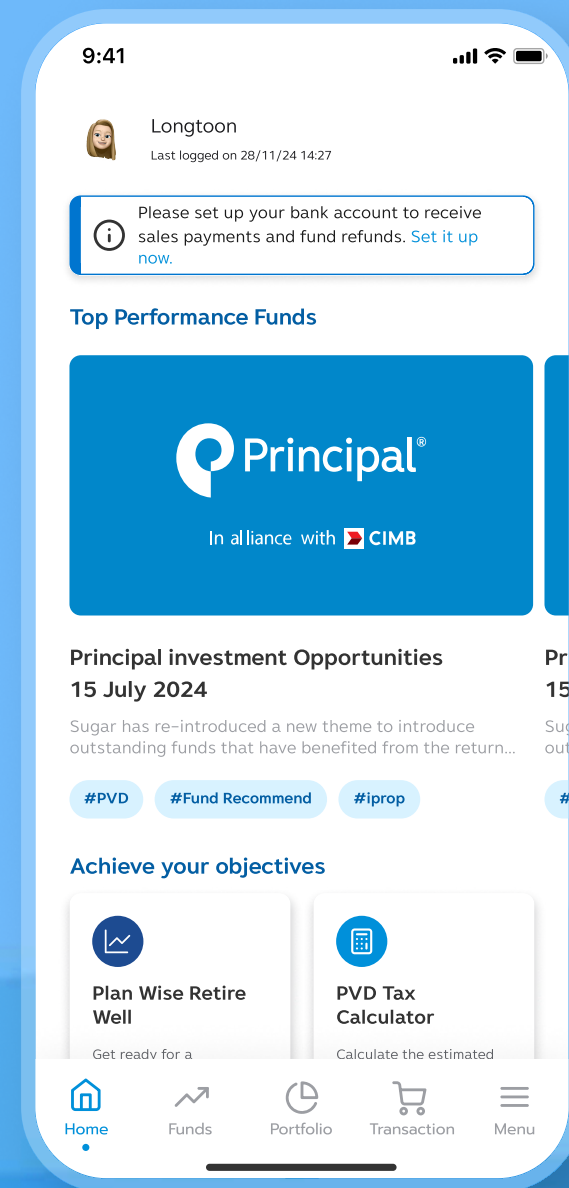 9:41
Longtoon
Last logged on 28/11/24 14:27
Please set up your bank account to receive
sales payments and fund refunds. Set it up
now.
Top Performance Funds
Principal®
In alliance with CIMB
Principal investment Opportunities
15 July 2024
Sugar has re-introduced a new theme to introduce
outstanding funds that have benefited from the return...
#PVD #Fund Recommend #iprop
Pr
15
Sug
out
#
Achieve your objectives
Plan Wise Retire
Well
Get ready for a
PVD Tax
Calculator
Calculate the estimated
Home Funds Portfolio Transaction Menu